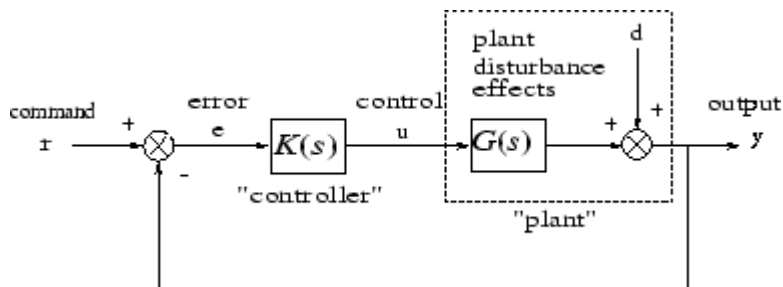 plant
disturbance
effects
d
command
r
+
-
error
e
K(s)
"controller"
control
u
G(s)
+
+
"plant"
output
y